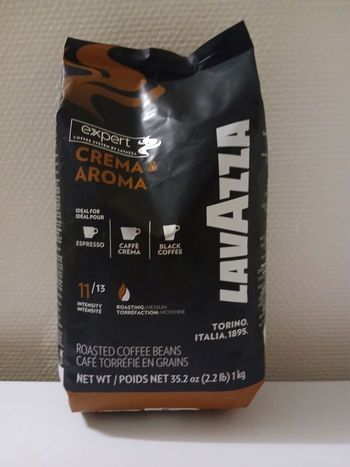 expert
COFFEE SYSTEM BY LAVAZZA
CREMA &
AROMA
IDEAL FOR
IDÉAL POUR
ESPRESSO
CAFFÈ
CREMA
BLACK
COFFEE
11/13
INTENSITY
INTENSITÉ
ROASTING: MEDIUM
TORRÉFACTION: MOYENNE
LAVAZZA
TORINO,
ITALIA, 1895.
ROASTED COFFEE BEANS
CAFÉ TORRÉFIÉ EN GRAINS
NET WT / POIDS NET 35.2 oz (2.2 lb) 1 kg